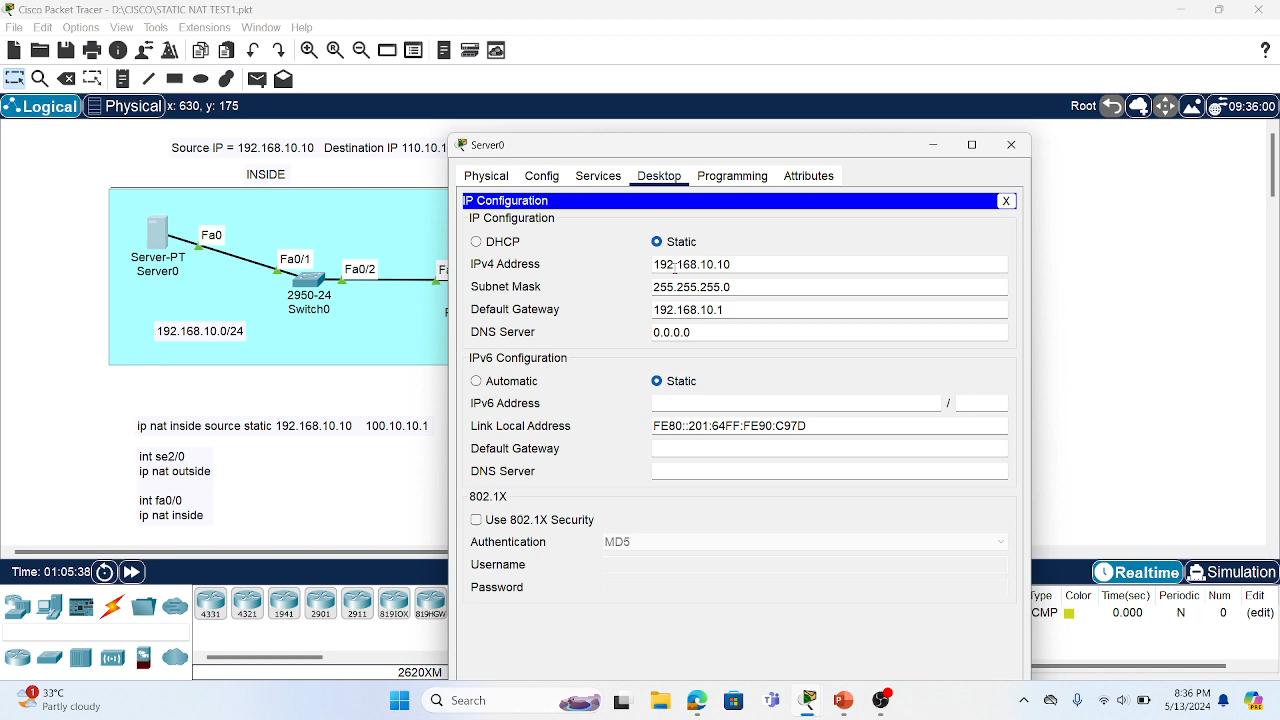 Cisco Packet Tracer - D:\CISCO\STATIC NAT TEST1.pkt
File Edit Options View Tools Extensions Window Help
Logical Physical x: 630, y: 175 Root 09:36:00
Source IP = 192.168.10.10 Destination IP 110.10.1
INSIDE
Fa0
Server-PT
Server0
Fa0/1
Fa0/2
Fa
2950-24
Switch0
192.168.10.0/24
ip nat inside source static 192.168.10.10 100.10.10.1
int se2/0
ip nat outside
int fa0/0
ip nat inside
Server0
Physical Config Services Desktop Programming Attributes
IP Configuration X
IP Configuration
DHCP Static
IPv4 Address 192.168.10.10
Subnet Mask 255.255.255.0
Default Gateway 192.168.10.1
DNS Server 0.0.0.0
IPv6 Configuration
Automatic Static
IPv6 Address /
Link Local Address FE80::201:64FF:FE90:C97D
Default Gateway
DNS Server
802.1X
Use 802.1X Security
Authentication MD5
Username
Password
Time: 01:05:38 Realtime Simulation
4331 4321 1941 2901 2911 819IOX 819HGW
2620XM
Type Color Time(sec) Periodic Num Edit
CMP 0.000 N 0 (edit)
1 33°C
Partly cloudy
Search
8:36 PM
5/13/2024